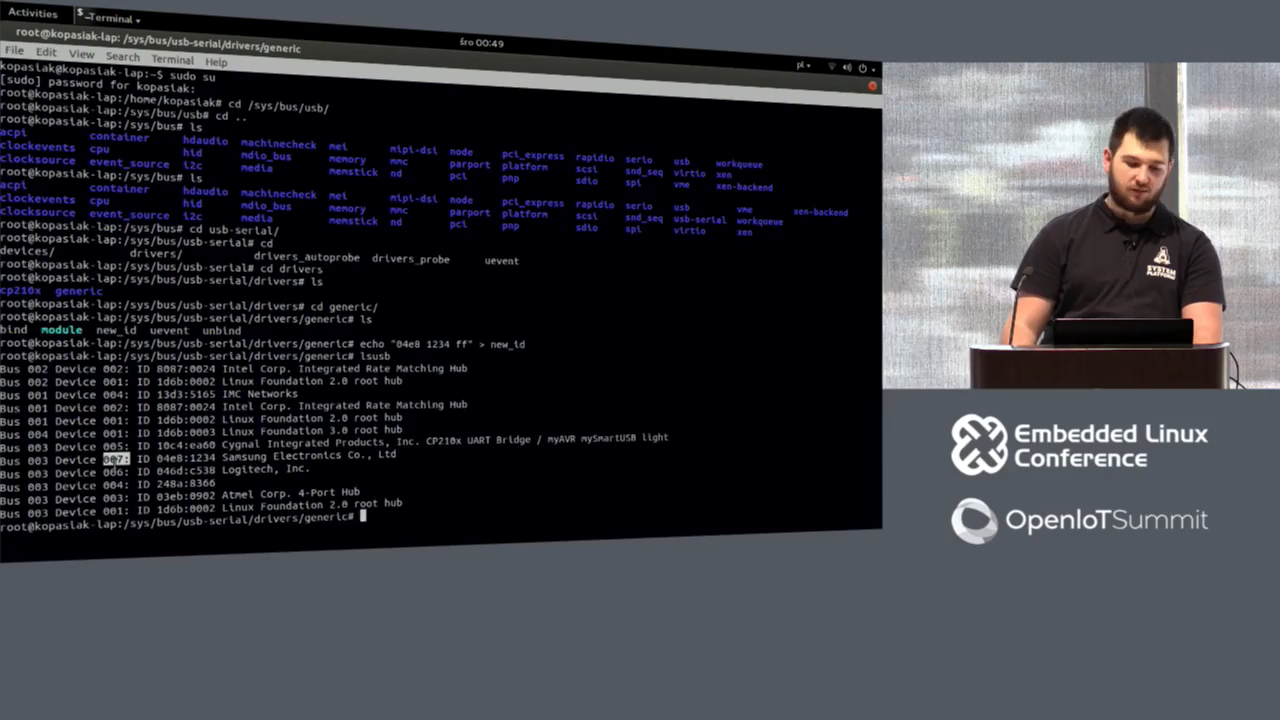 Activities
$ Terminal
śro 00:49
pl
root@kopasiak-lap: /sys/bus/usb-serial/drivers/generic
File Edit View Search Terminal Help
kopasiak@kopasiak-lap:~$ sudo su
[sudo] password for kopasiak:
root@kopasiak-lap:/home/kopasiak# cd /sys/bus/usb/
root@kopasiak-lap:/sys/bus/usb# cd ..
root@kopasiak-lap:/sys/bus# ls
acpi container hdaudio machinecheck mei mipi-dsi node pci_express rapidio serio usb workqueue
clockevents cpu hid mdio_bus memory mmc parport platform scsi snd_seq virtio xen
clocksource event_source i2c media memstick nd pci pnp sdio spi vme xen-backend
root@kopasiak-lap:/sys/bus# ls
acpi container hdaudio machinecheck mei mipi-dsi node pci_express rapidio serio usb vme xen-backend
clockevents cpu hid mdio_bus memory mmc parport platform scsi snd_seq usb-serial workqueue
clocksource event_source i2c media memstick nd pci pnp sdio spi virtio xen
root@kopasiak-lap:/sys/bus# cd usb-serial/
root@kopasiak-lap:/sys/bus/usb-serial# cd
devices/ drivers/ drivers_autoprobe drivers_probe uevent
root@kopasiak-lap:/sys/bus/usb-serial# cd drivers
root@kopasiak-lap:/sys/bus/usb-serial/drivers# ls
cp210x generic
root@kopasiak-lap:/sys/bus/usb-serial/drivers# cd generic/
root@kopasiak-lap:/sys/bus/usb-serial/drivers/generic# ls
bind module new_id uevent unbind
root@kopasiak-lap:/sys/bus/usb-serial/drivers/generic# echo "04e8 1234 ff" > new_id
root@kopasiak-lap:/sys/bus/usb-serial/drivers/generic# lsusb
Bus 002 Device 002: ID 8087:0024 Intel Corp. Integrated Rate Matching Hub
Bus 002 Device 001: ID 1d6b:0002 Linux Foundation 2.0 root hub
Bus 001 Device 004: ID 13d3:5165 IMC Networks
Bus 001 Device 002: ID 8087:0024 Intel Corp. Integrated Rate Matching Hub
Bus 001 Device 001: ID 1d6b:0002 Linux Foundation 2.0 root hub
Bus 004 Device 001: ID 1d6b:0003 Linux Foundation 3.0 root hub
Bus 003 Device 005: ID 10c4:ea60 Cygnal Integrated Products, Inc. CP210x UART Bridge / myAVR mySmartUSB light
Bus 003 Device 007: ID 04e8:1234 Samsung Electronics Co., Ltd
Bus 003 Device 006: ID 046d:c538 Logitech, Inc.
Bus 003 Device 004: ID 248a:8366
Bus 003 Device 003: ID 03eb:0902 Atmel Corp. 4-Port Hub
Bus 003 Device 001: ID 1d6b:0002 Linux Foundation 2.0 root hub
root@kopasiak-lap:/sys/bus/usb-serial/drivers/generic#
SYSTEM
PLATFORM
Embedded Linux
Conference
OpenIoTSummit